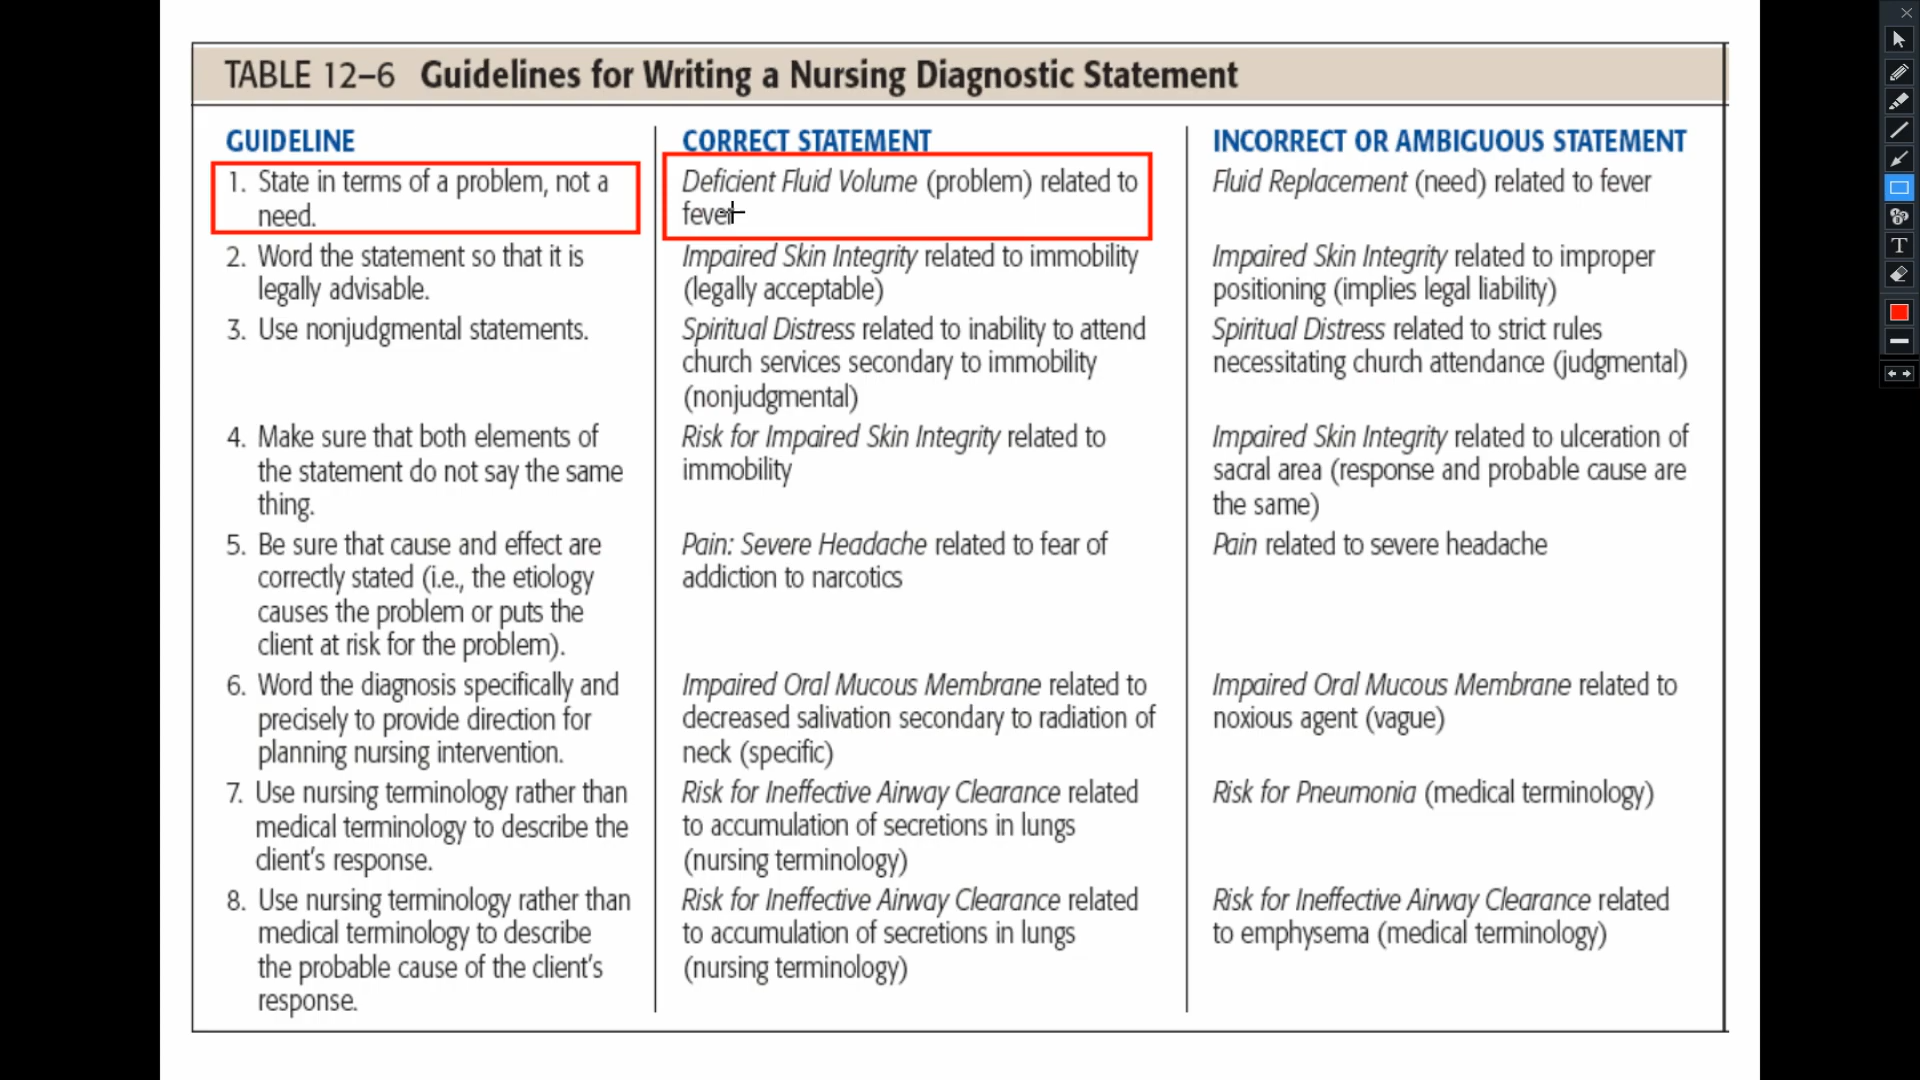 TABLE 12–6 Guidelines for Writing a Nursing Diagnostic Statement
GUIDELINE
CORRECT STATEMENT
INCORRECT OR AMBIGUOUS STATEMENT
1. State in terms of a problem, not a
need.
Deficient Fluid Volume (problem) related to
fever
Fluid Replacement (need) related to fever
2. Word the statement so that it is
legally advisable.
Impaired Skin Integrity related to immobility
(legally acceptable)
Impaired Skin Integrity related to improper
positioning (implies legal liability)
3. Use nonjudgmental statements.
Spiritual Distress related to inability to attend
church services secondary to immobility
(nonjudgmental)
Spiritual Distress related to strict rules
necessitating church attendance (judgmental)
4. Make sure that both elements of
the statement do not say the same
thing.
Risk for Impaired Skin Integrity related to
immobility
Impaired Skin Integrity related to ulceration of
sacral area (response and probable cause are
the same)
5. Be sure that cause and effect are
correctly stated (i.e., the etiology
causes the problem or puts the
client at risk for the problem).
Pain: Severe Headache related to fear of
addiction to narcotics
Pain related to severe headache
6. Word the diagnosis specifically and
precisely to provide direction for
planning nursing intervention.
Impaired Oral Mucous Membrane related to
decreased salivation secondary to radiation of
neck (specific)
Impaired Oral Mucous Membrane related to
noxious agent (vague)
7. Use nursing terminology rather than
medical terminology to describe the
client's response.
Risk for Ineffective Airway Clearance related
to accumulation of secretions in lungs
(nursing terminology)
Risk for Pneumonia (medical terminology)
8. Use nursing terminology rather than
medical terminology to describe
the probable cause of the client's
response.
Risk for Ineffective Airway Clearance related
to accumulation of secretions in lungs
(nursing terminology)
Risk for Ineffective Airway Clearance related
to emphysema (medical terminology)